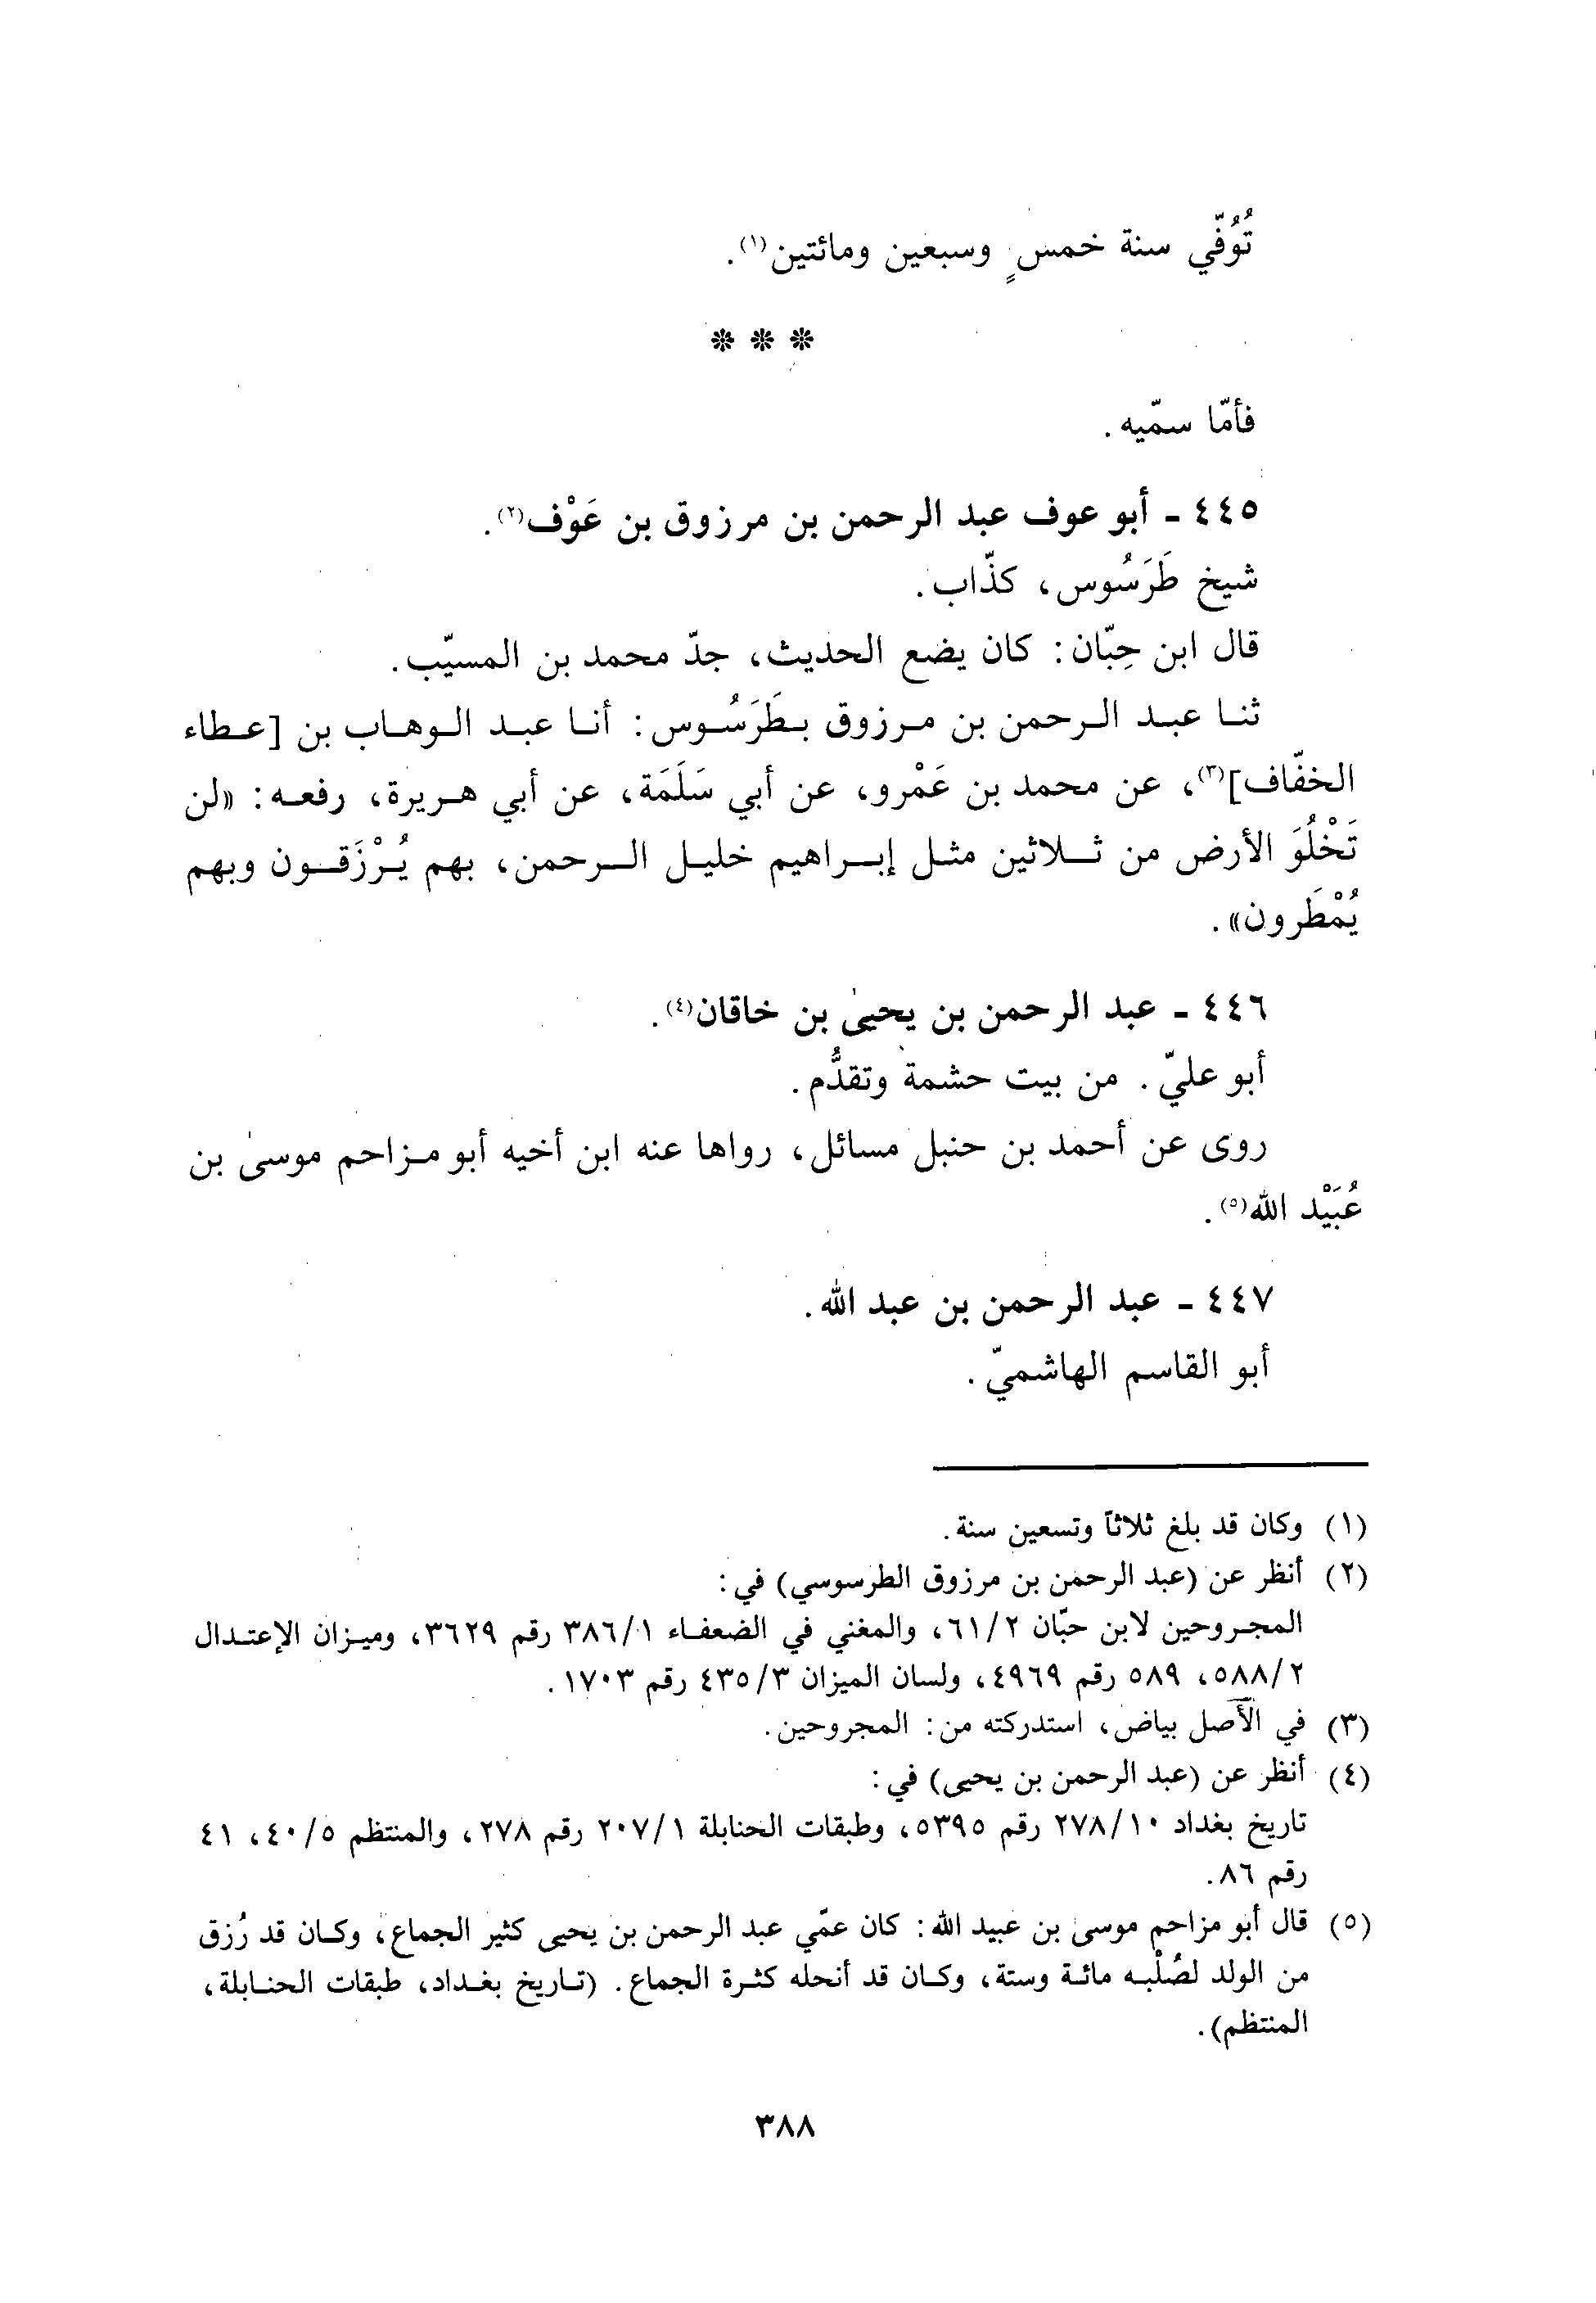 تُوُفّي سنة خمسٍ وسبعين ومائتين(١).
* * *
فأمّا سمّيه.
٤٤٥ - أبو عوف عبد الرحمن بن مرزوق بن عَوْف(٢).
شيخ طَرَسُوس، كذّاب.
قال ابن حِبّان: كان يضع الحديث، جدّ محمد بن المسيّب.
ثنا عبد الرحمن بن مرزوق بطَرَسُوس: أنا عبد الوهاب بن [عطاء
الخفّاف](٣)، عن محمد بن عَمْرو، عن أبي سَلَمَة، عن أبي هريرة، رفعه: «لن
تَخْلُوَ الأرض من ثلاثين مثل إبراهيم خليل الرحمن، بهم يُرْزَقون وبهم
يُمْطَرون».
٤٤٦ - عبد الرحمن بن يحيىٰ بن خاقان(٤).
أبو عليّ. من بيت حشمة وتقدُّم.
روى عن أحمد بن حنبل مسائل، رواها عنه ابن أخيه أبو مزاحم موسىٰ بن
عُبَيْد الله(٥).
٤٤٧ - عبد الرحمن بن عبد الله.
أبو القاسم الهاشميّ.
(١) وكان قد بلغ ثلاثاً وتسعين سنة.
(٢) أنظر عن (عبد الرحمن بن مرزوق الطرسوسي) في:
المجروحين لابن حبّان ٦١/٢، والمغني في الضعفاء ٣٨٦/١ رقم ٣٦٢٩، وميزان الإعتدال
٥٨٨/٢، ٥٨٩ رقم ٤٩٦٩، ولسان الميزان ٤٣٥/٣ رقم ١٧٠٣.
(٣) في الأصل بياض، استدركته من: المجروحين.
(٤) أنظر عن (عبد الرحمن بن يحيى) في:
تاريخ بغداد ٢٧٨/١٠ رقم ٥٣٩٥، وطبقات الحنابلة ٢٠٧/١ رقم ٢٧٨، والمنتظم ٤٠/٥، ٤١
رقم ٨٦.
(٥) قال أبو مزاحم موسى بن عبيد الله: كان عمّي عبد الرحمن بن يحيى كثير الجماع، وكان قد رُزق
من الولد لصُلْبه مائة وستة، وكان قد أنحله كثرة الجماع. (تاريخ بغداد، طبقات الحنابلة،
المنتظم).
٣٨٨